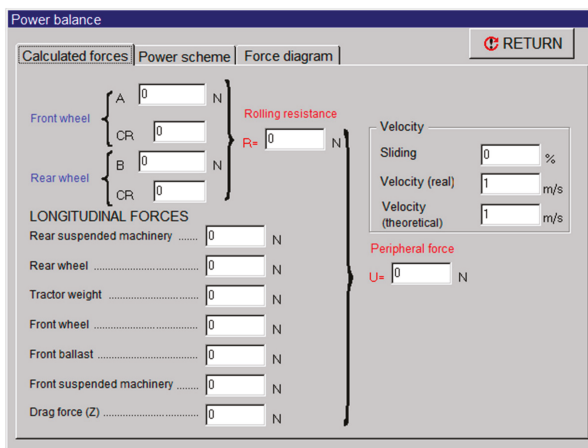 Power balance
RETURN
Calculated forces Power scheme Force diagram
Front wheel
A 0 N
CR 0
Rear wheel
B 0 N
CR 0
Rolling resistance
R= 0 N
Velocity
Sliding 0 %
Velocity (real) 1 m/s
Velocity
(theoretical) 1 m/s
LONGITUDINAL FORCES
Rear suspended machinery ...... 0 N
Rear wheel .......................... 0 N
Tractor weight ............................... 0 N
Front wheel ................................... 0 N
Front ballast .................................. 0 N
Front suspended machinery ....... 0 N
Drag force (Z) ............................... 0 N
Peripheral force
U= 0 N